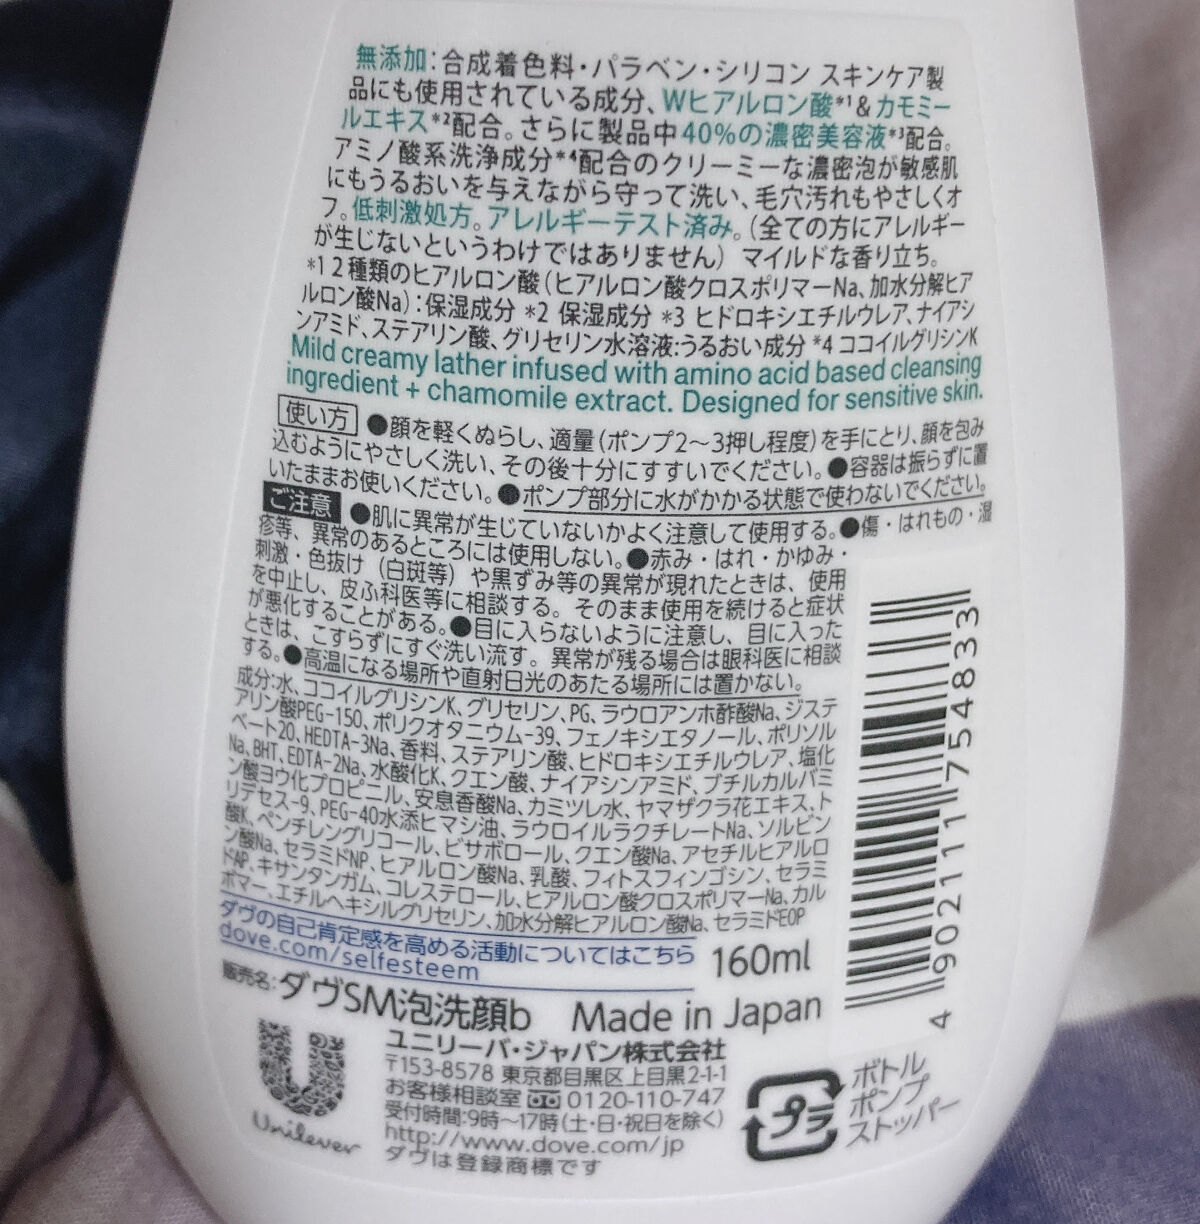 無添加：合成着色料・パラベン・シリコン スキンケア製
品にも使用されている成分、Wヒアルロン酸*¹&カモミー
ルエキス*²配合。さらに製品中40%の濃密美容液*³配合。
アミノ酸系洗浄成分*⁴配合のクリーミーな濃密泡が敏感肌
にもうるおいを与えながら守って洗い、毛穴汚れもやさしくオ
フ。低刺激処方。アレルギーテスト済み。（全ての方にアレルギー
が生じないというわけではありません）マイルドな香り立ち。
*1 2種類のヒアルロン酸（ヒアルロン酸クロスポリマーNa、加水分解ヒア
ルロン酸Na）：保湿成分 *2 保湿成分 *3 ヒドロキシエチルウレア、ナイアシ
ンアミド、ステアリン酸、グリセリン水溶液:うるおい成分 *4 ココイルグリシンK
Mild creamy lather infused with amino acid based cleansing
ingredient + chamomile extract. Designed for sensitive skin.
使い方 ●顔を軽くぬらし、適量（ポンプ2〜3押し程度）を手にとり、顔を包み
込むようにやさしく洗い、その後十分にすすいでください。●容器は振らずに置
いたままお使いください。●ポンプ部分に水がかかる状態で使わないでください。
ご注意 ●肌に異常が生じていないかよく注意して使用する。●傷・はれもの・湿
疹等、異常のあるところには使用しない。●赤み・はれ・かゆみ・
刺激・色抜け（白斑等）や黒ずみ等の異常が現れたときは、使用
を中止し、皮ふ科医等に相談する。そのまま使用を続けると症状
が悪化することがある。●目に入らないように注意し、目に入った
ときは、こすらずにすぐ洗い流す。異常が残る場合は眼科医に相談
する。●高温になる場所や直射日光のあたる場所には置かない。
成分:水、ココイルグリシンK、グリセリン、PG、ラウロアンホ酢酸Na、ジステ
アリン酸PEG-150、ポリクオタニウム-39、フェノキシエタノール、ポリソル
ベート20、HEDTA-3Na、香料、ステアリン酸、ヒドロキシエチルウレア、塩化
Na、BHT、EDTA-2Na、水酸化K、クエン酸、ナイアシンアミド、ブチルカルバミ
ン酸ヨウ化プロピニル、安息香酸Na、カミツレ水、ヤマザクラ花エキス、ト
リデセス-9、PEG-40水添ヒマシ油、ラウロイルラクチレートNa、ソルビン
酸K、ペンチレングリコール、ビサボロール、クエン酸Na、アセチルヒアルロ
ン酸Na、セラミドNP、ヒアルロン酸Na、乳酸、フィトスフィンゴシン、セラミ
ドAP、キサンタンガム、コレステロール、ヒアルロン酸クロスポリマーNa、カル
ボマー、エチルヘキシルグリセリン、加水分解ヒアルロン酸Na、セラミドEOP
ダヴの自己肯定感を高める活動についてはこちら
dove.com/selfesteem
160ml
販売名：ダヴSM泡洗顔b Made in Japan
4 902111 754833
Unilever
ユニリーバ・ジャパン株式会社
〒153-8578 東京都目黒区上目黒2-1-1
お客様相談室 0120-110-747
受付時間:9時〜17時（土・日・祝日を除く）
http://www.dove.com/jp
ダヴは登録商標です
プラ
ボトル
ポンプ
ストッパー